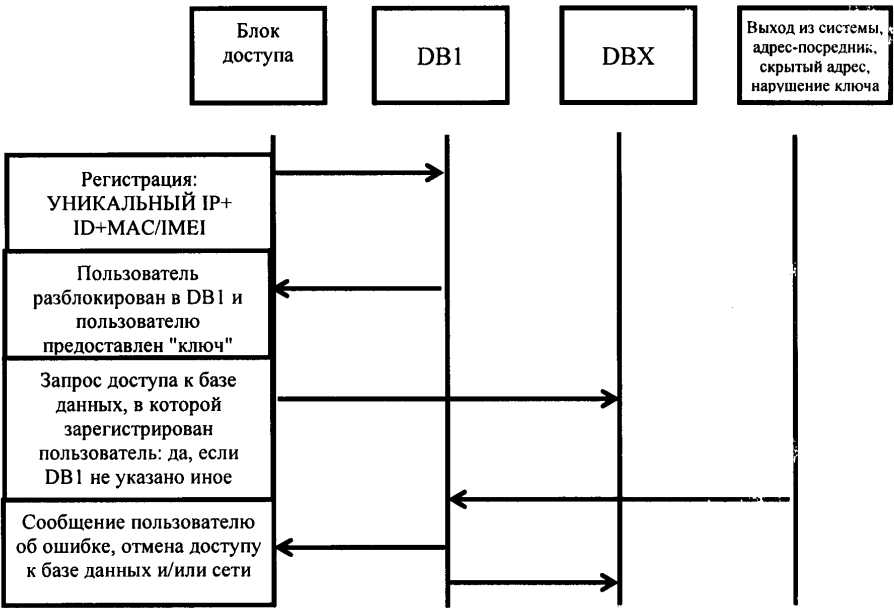 Блок
доступа
DB1
DBX
Выход из системы,
адрес-посредник,
скрытый адрес,
нарушение ключа
Регистрация:
УНИКАЛЬНЫЙ IP+
ID+MAC/IMEI
Пользователь
разблокирован в DB1 и
пользователю
предоставлен "ключ"
Запрос доступа к базе
данных, в которой
зарегистрирован
пользователь: да, если
DB1 не указано иное
Сообщение пользователю
об ошибке, отмена доступу
к базе данных и/или сети